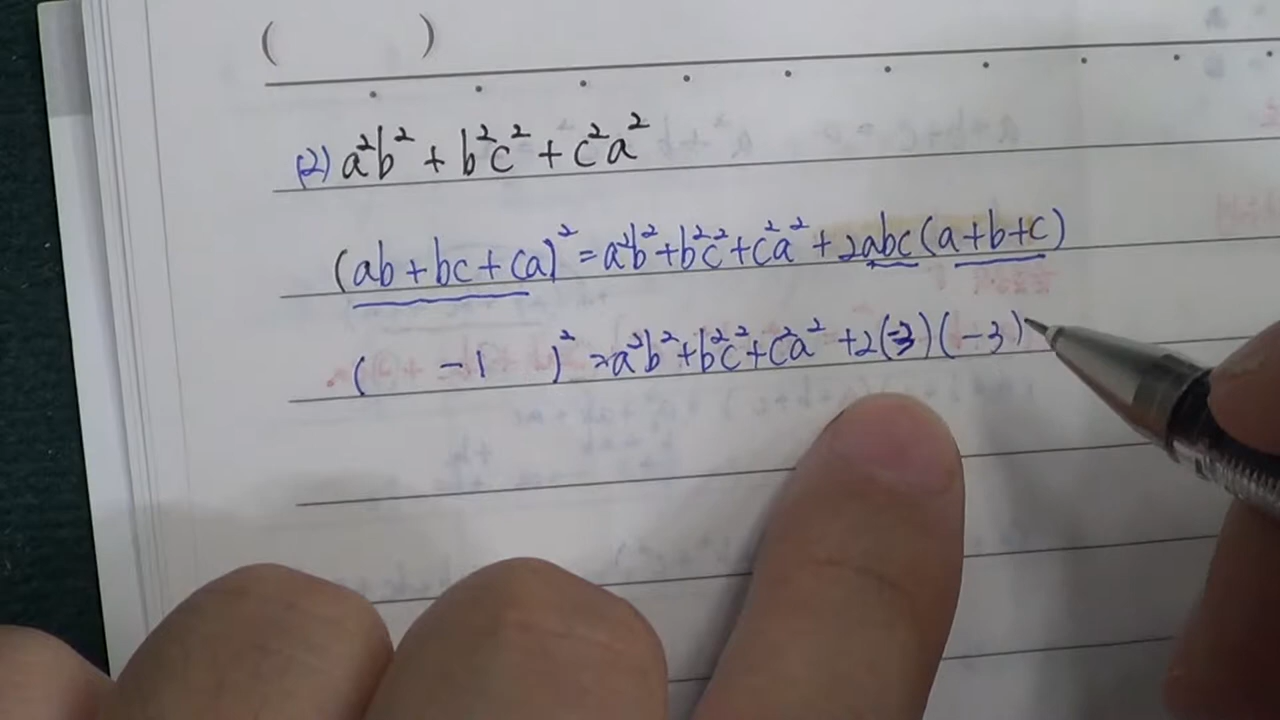 (        )
(2) a²b² + b²c² + c²a²
(ab+bc+ca)² = a²b²+b²c²+c²a²+2abc(a+b+c)
(   -1   )² = a²b²+b²c²+c²a²+2(-3)(-3)